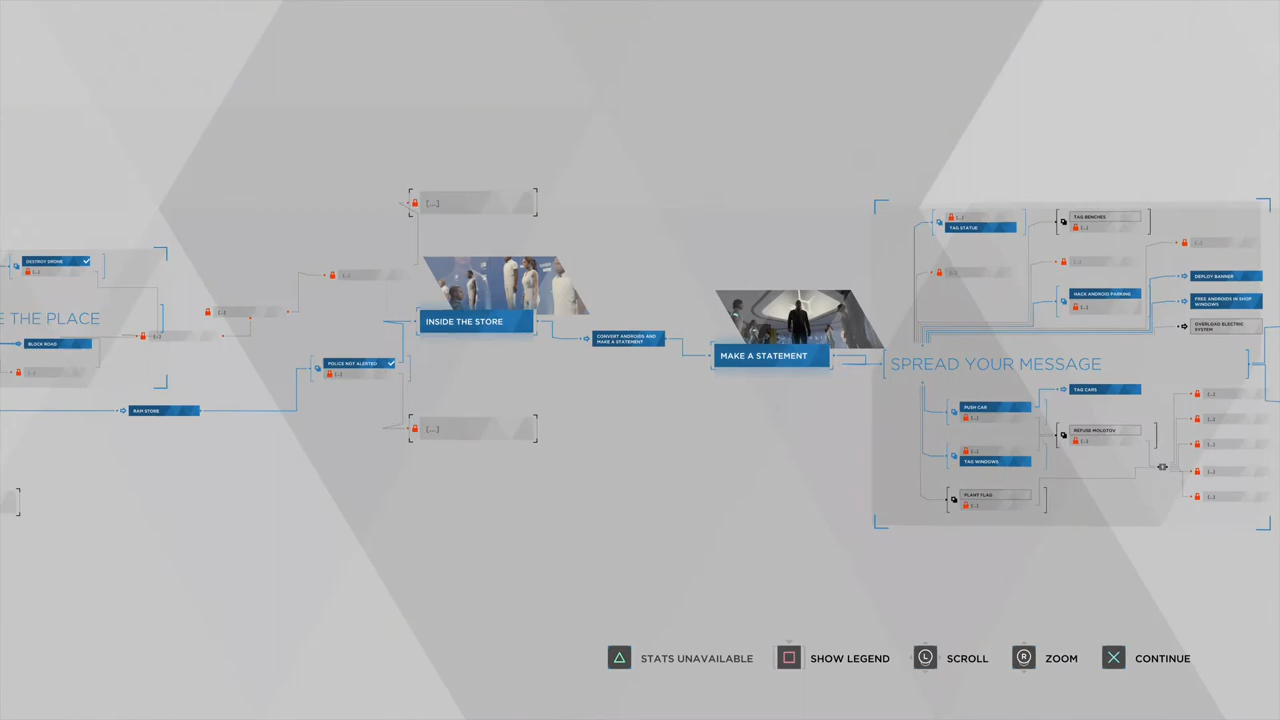 DESTROY DRONE
[...]
E THE PLACE
BLOCK ROAD
[...]
[...]
[...]
[...]
RAM STORE
POLICE NOT ALERTED
[...]
[...]
INSIDE THE STORE
[...]
CONVERT ANDROIDS AND
MAKE A STATEMENT
MAKE A STATEMENT
[...]
TAG STATUE
[...]
TAG BENCHES
[...]
[...]
HACK ANDROID PARKING
[...]
[...]
DEPLOY BANNER
FREE ANDROIDS IN SHOP
WINDOWS
OVERLOAD ELECTRIC
SYSTEM
SPREAD YOUR MESSAGE
PUSH CAR
[...]
[...]
TAG WINDOWS
PLANT FLAG
[...]
TAG CARS
REFUSE MOLOTOV
[...]
[...]
[...]
[...]
[...]
[...]
STATS UNAVAILABLE
SHOW LEGEND
L
SCROLL
R
ZOOM
CONTINUE